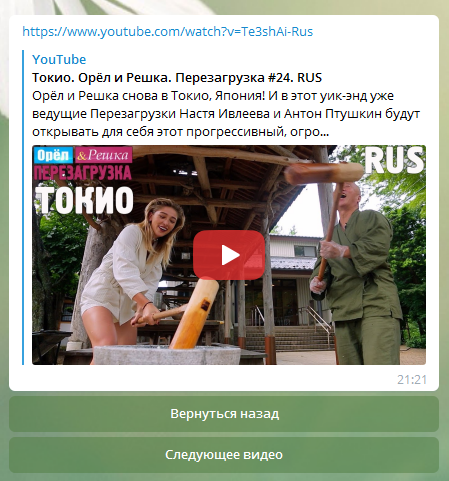 https://www.youtube.com/watch?v=Te3shAi-Rus
YouTube
Токио. Орёл и Решка. Перезагрузка #24. RUS
Орёл и Решка снова в Токио, Япония! И в этот уик-энд уже
ведущие Перезагрузки Настя Ивлеева и Антон Птушкин будут
открывать для себя этот прогрессивный, огро...
Орёл & Решка
ПЕРЕЗАГРУЗКА
ТОКИО
RUS
21:21
Вернуться назад
Следующее видео